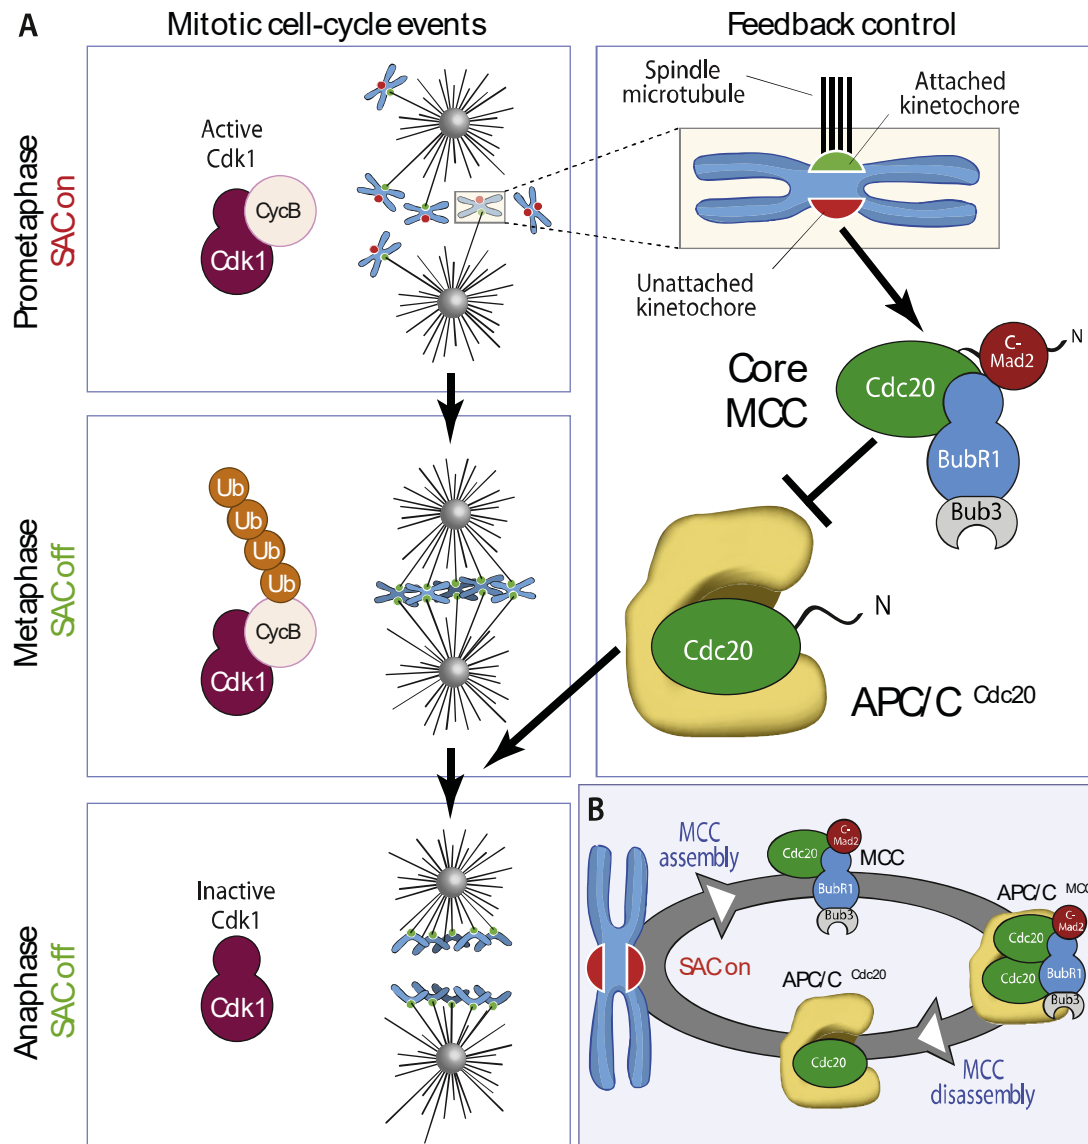 A
Mitotic cell-cycle events
Feedback control
Prometaphase
SAC on
Active
Cdk1
CycB
Cdk1
Spindle
microtubule
Attached
kinetochore
Unattached
kinetochore
Core
MCC
Cdc20
C-
Mad2
N
BubR1
Bub3
Metaphase
SAC off
Ub
Ub
Ub
Ub
CycB
Cdk1
Cdc20
N
APC/C Cdc20
Anaphase
SAC off
Inactive
Cdk1
Cdk1
B
MCC
assembly
Cdc20
C-
Mad2
MCC
BubR1
Bub3
APC/C MCC
C-
Mad2
Cdc20
Cdc20
BubR1
Bub3
SAC on
APC/C Cdc20
Cdc20
MCC
disassembly